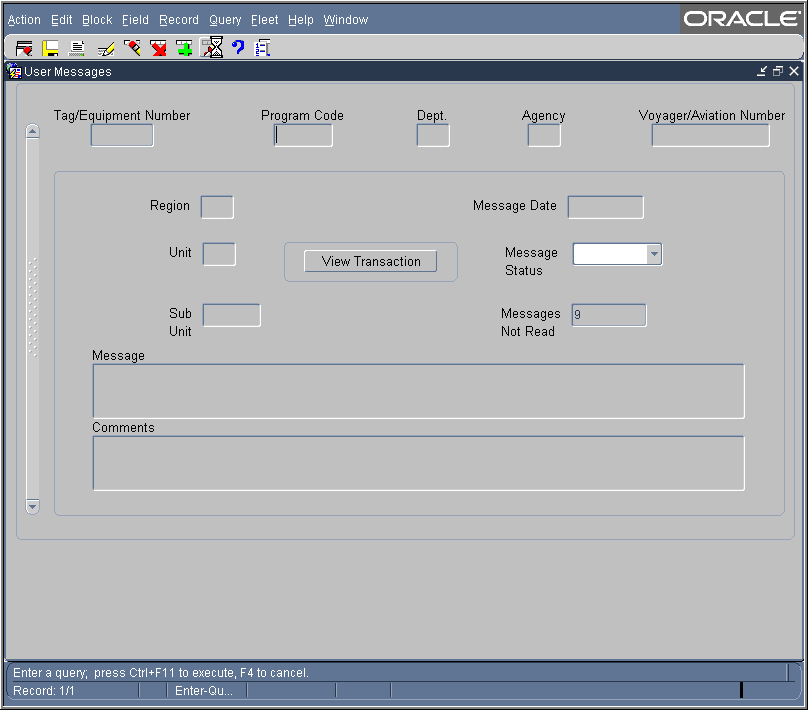 Action Edit Block Field Record Query Fleet Help Window
ORACLE
User Messages
Tag/Equipment Number Program Code Dept. Agency Voyager/Aviation Number
Region Message Date
Unit View Transaction Message
Status
Sub Messages 9
Unit Not Read
Message
Comments
Enter a query; press Ctrl+F11 to execute, F4 to cancel.
Record: 1/1 Enter-Qu...